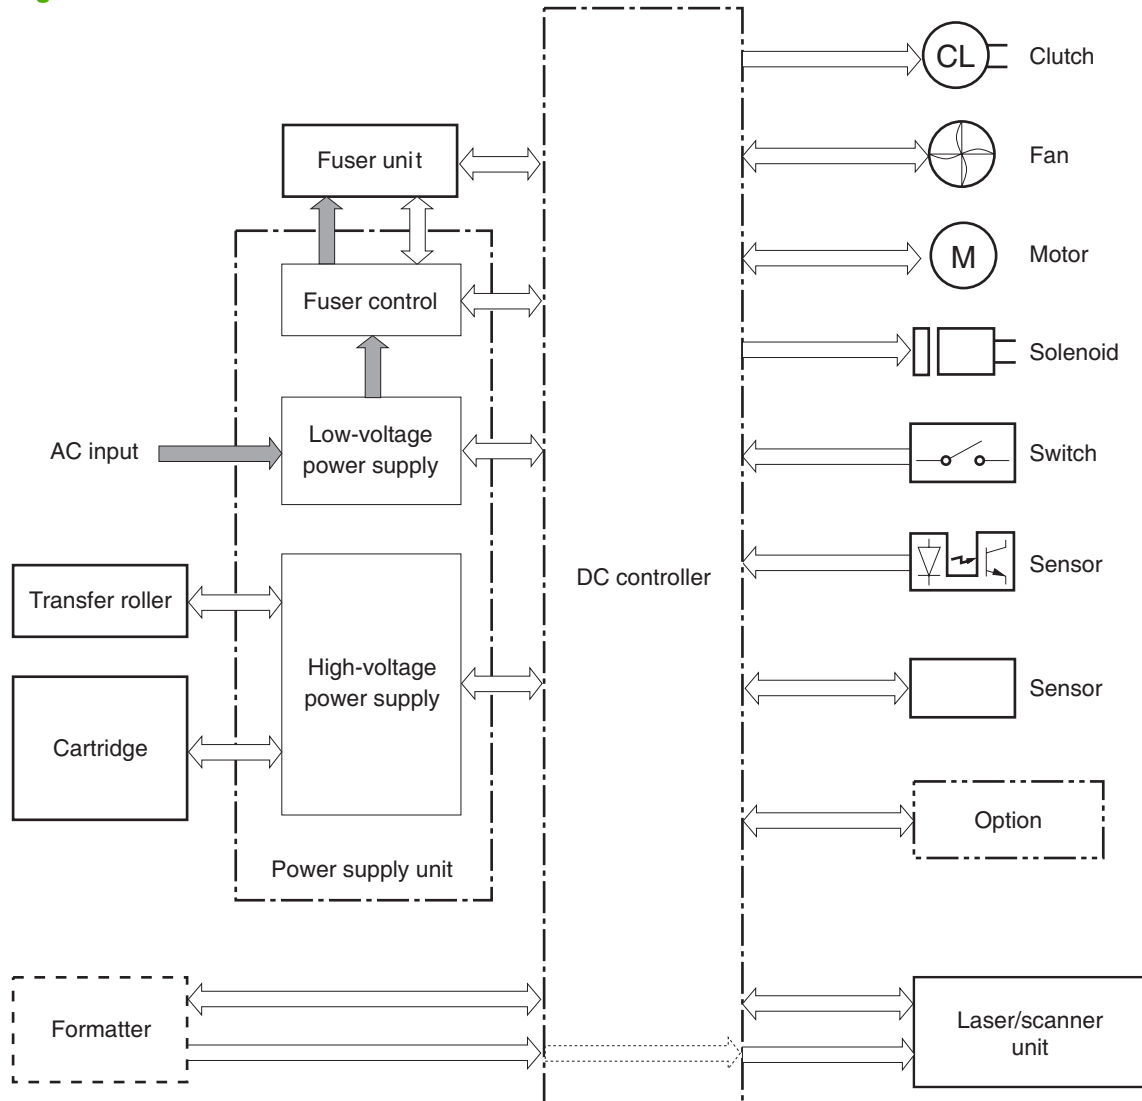 CL
Clutch
Fuser unit
Fan
M
Motor
Fuser control
Solenoid
AC input
Low-voltage
power supply
Switch
Sensor
DC controller
Transfer roller
High-voltage
power supply
Sensor
Cartridge
Option
Power supply unit
Formatter
Laser/scanner
unit